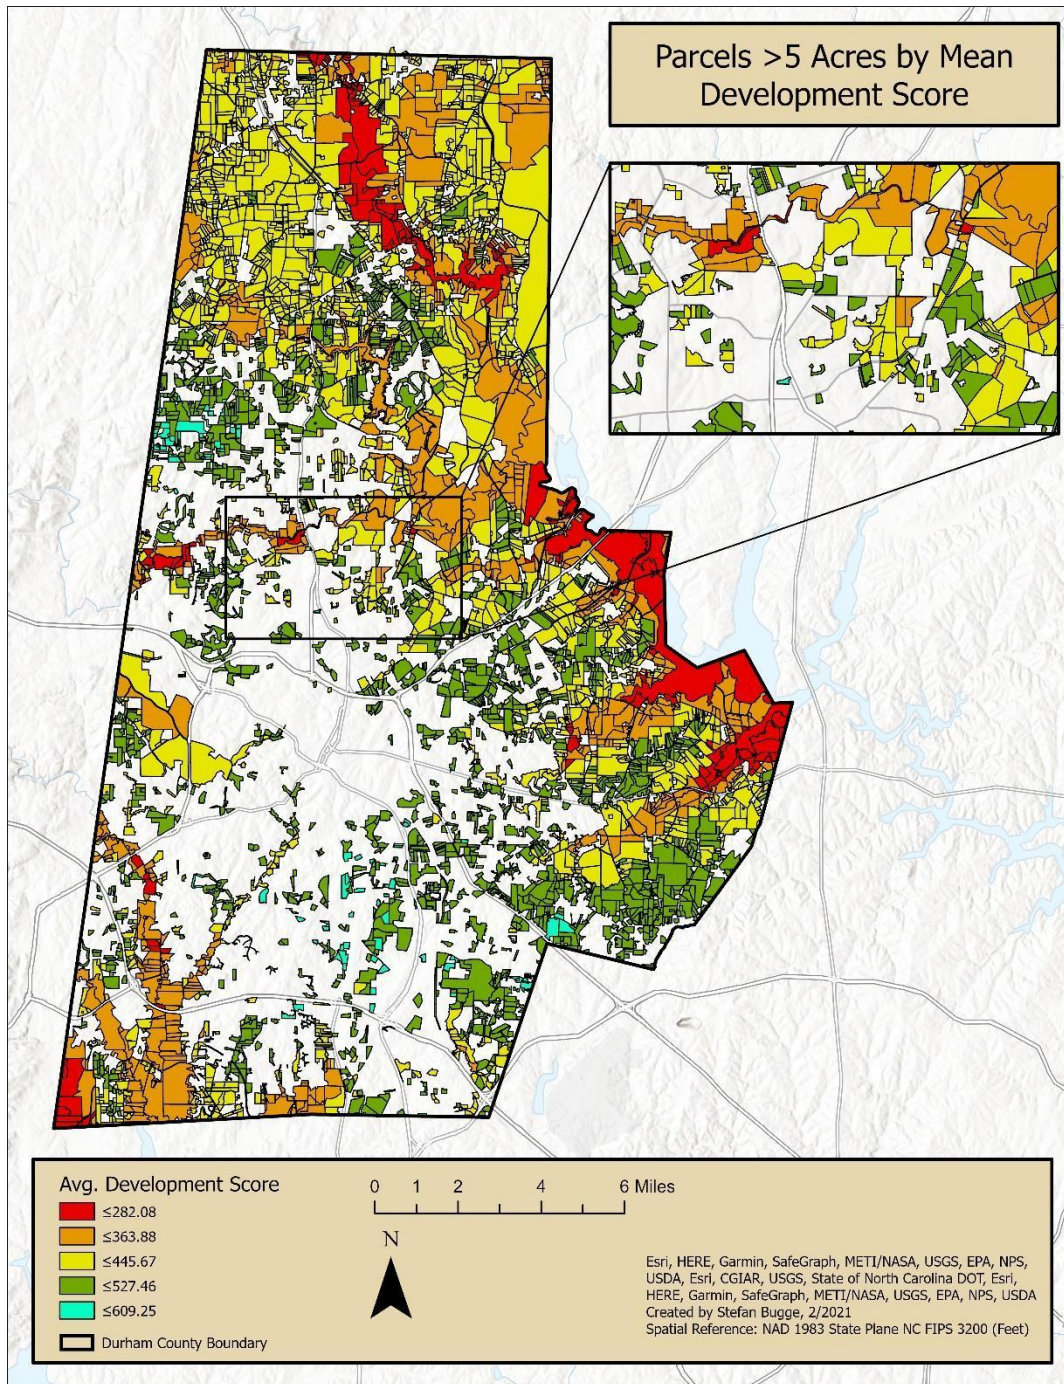 Parcels >5 Acres by Mean
Development Score
Avg. Development Score
≤282.08
≤363.88
≤445.67
≤527.46
≤609.25
Durham County Boundary
0 1 2 4 6 Miles
N
Esri, HERE, Garmin, SafeGraph, METI/NASA, USGS, EPA, NPS,
USDA, Esri, CGIAR, USGS, State of North Carolina DOT, Esri,
HERE, Garmin, SafeGraph, METI/NASA, USGS, EPA, NPS, USDA
Created by Stefan Bugge, 2/2021
Spatial Reference: NAD 1983 State Plane NC FIPS 3200 (Feet)